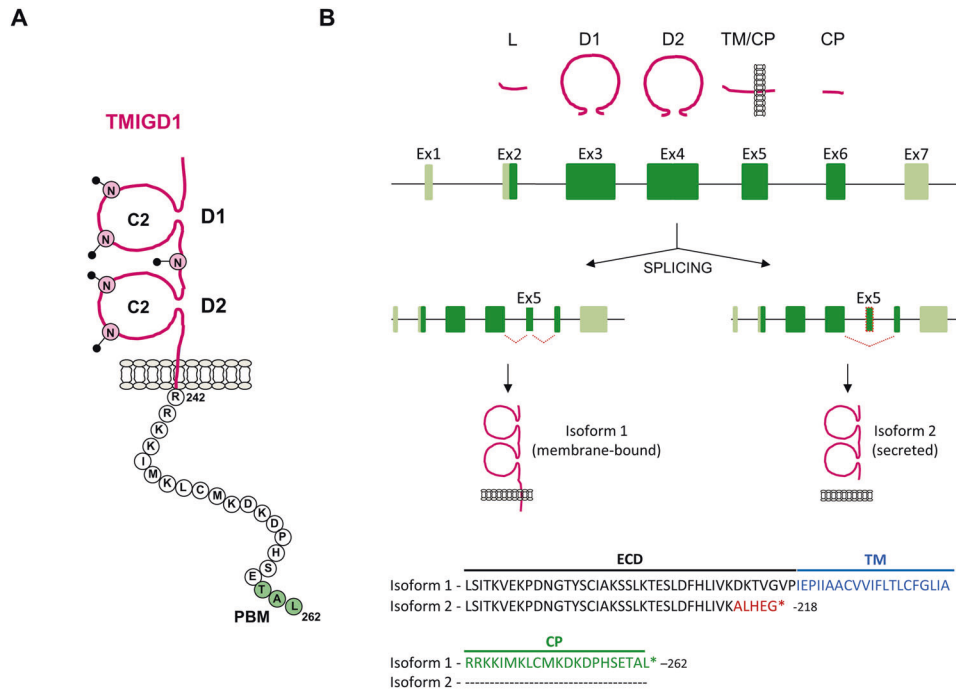 A
B
L D1 D2 TM/CP CP
TMIGD1
Ex1 Ex2 Ex3 Ex4 Ex5 Ex6 Ex7
N
C2 D1
N
N
SPLICING
N
C2 D2
N
Ex5 Ex5
R 242
R
K
K
I
M
K
L
C
M
K
D
K
D
P
H
S
E
T
A
L
262
PBM
Isoform 1
(membrane-bound)
Isoform 2
(secreted)
ECD TM
Isoform 1 - LSITKVEKPDNGTYSCIAKSSLKTESLDFHLIVKDKTVGVPIEPIIAACVVIFLTLCFGLIA
Isoform 2 - LSITKVEKPDNGTYSCIAKSSLKTESLDFHLIVKALHEG* -218
CP
Isoform 1 - RRKKIMKLCMKDKDPHSETAL* –262
Isoform 2 - ----------------------------------